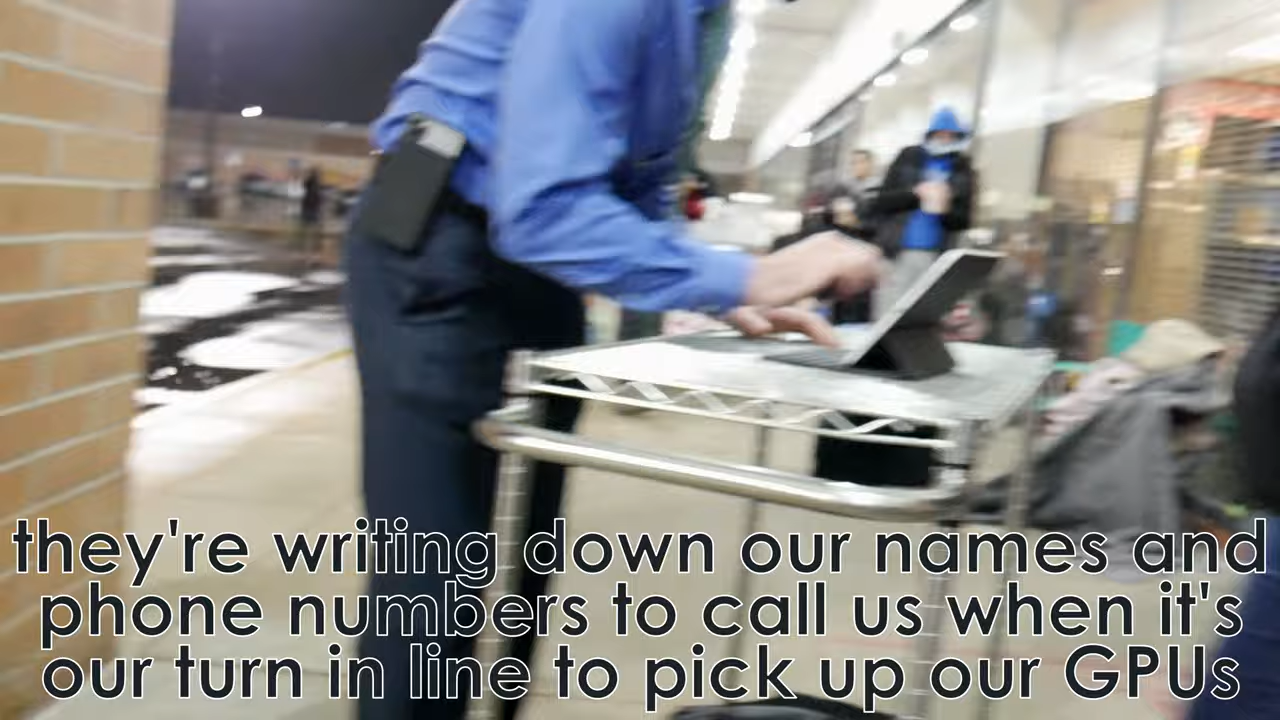 they're writing down our names and
phone numbers to call us when it's
our turn in line to pick up our GPUs